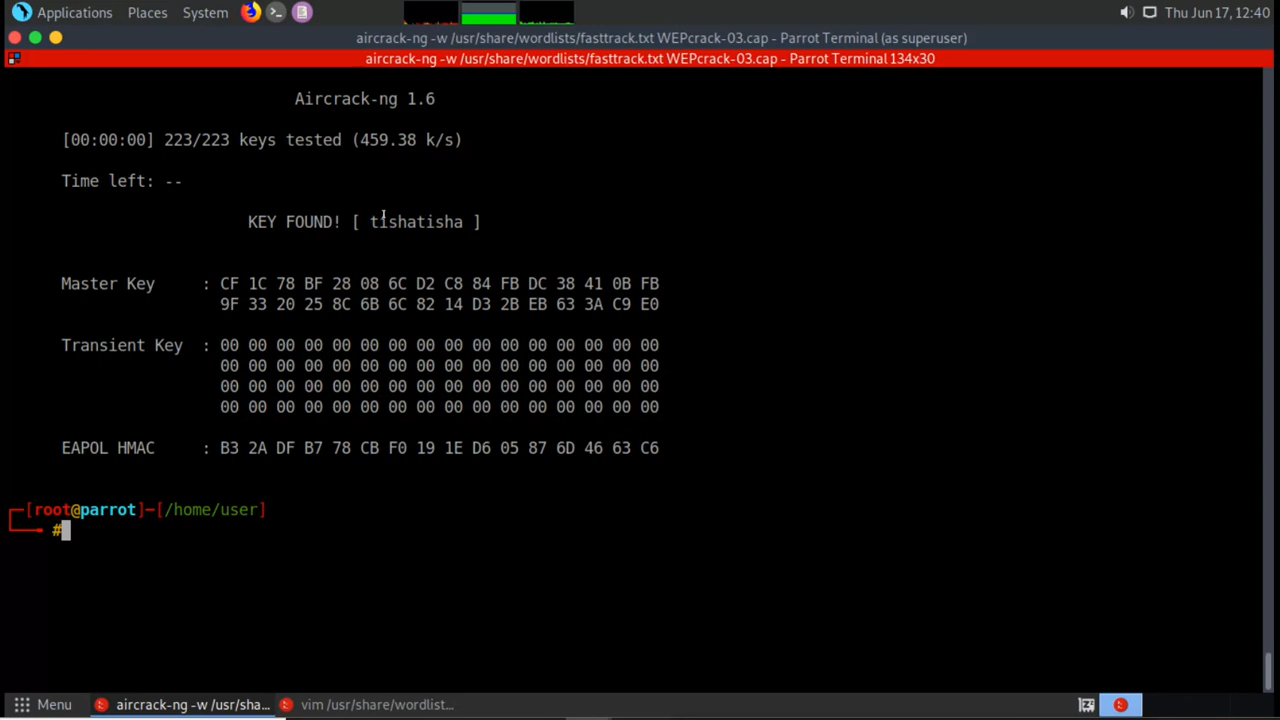 Applications Places System Thu Jun 17, 12:40
aircrack-ng -w /usr/share/wordlists/fasttrack.txt WEPcrack-03.cap - Parrot Terminal (as superuser)
aircrack-ng -w /usr/share/wordlists/fasttrack.txt WEPcrack-03.cap - Parrot Terminal 134x30
Aircrack-ng 1.6
[00:00:00] 223/223 keys tested (459.38 k/s)
Time left: --
KEY FOUND! [ tishatisha ]
Master Key : CF 1C 78 BF 28 08 6C D2 C8 84 FB DC 38 41 0B FB
9F 33 20 25 8C 6B 6C 82 14 D3 2B EB 63 3A C9 E0
Transient Key : 00 00 00 00 00 00 00 00 00 00 00 00 00 00 00 00
00 00 00 00 00 00 00 00 00 00 00 00 00 00 00 00
00 00 00 00 00 00 00 00 00 00 00 00 00 00 00 00
00 00 00 00 00 00 00 00 00 00 00 00 00 00 00 00
EAPOL HMAC : B3 2A DF B7 78 CB F0 19 1E D6 05 87 6D 46 63 C6
[root@parrot]-[/home/user]
#
Menu aircrack-ng -w /usr/sha... vim /usr/share/wordlist...